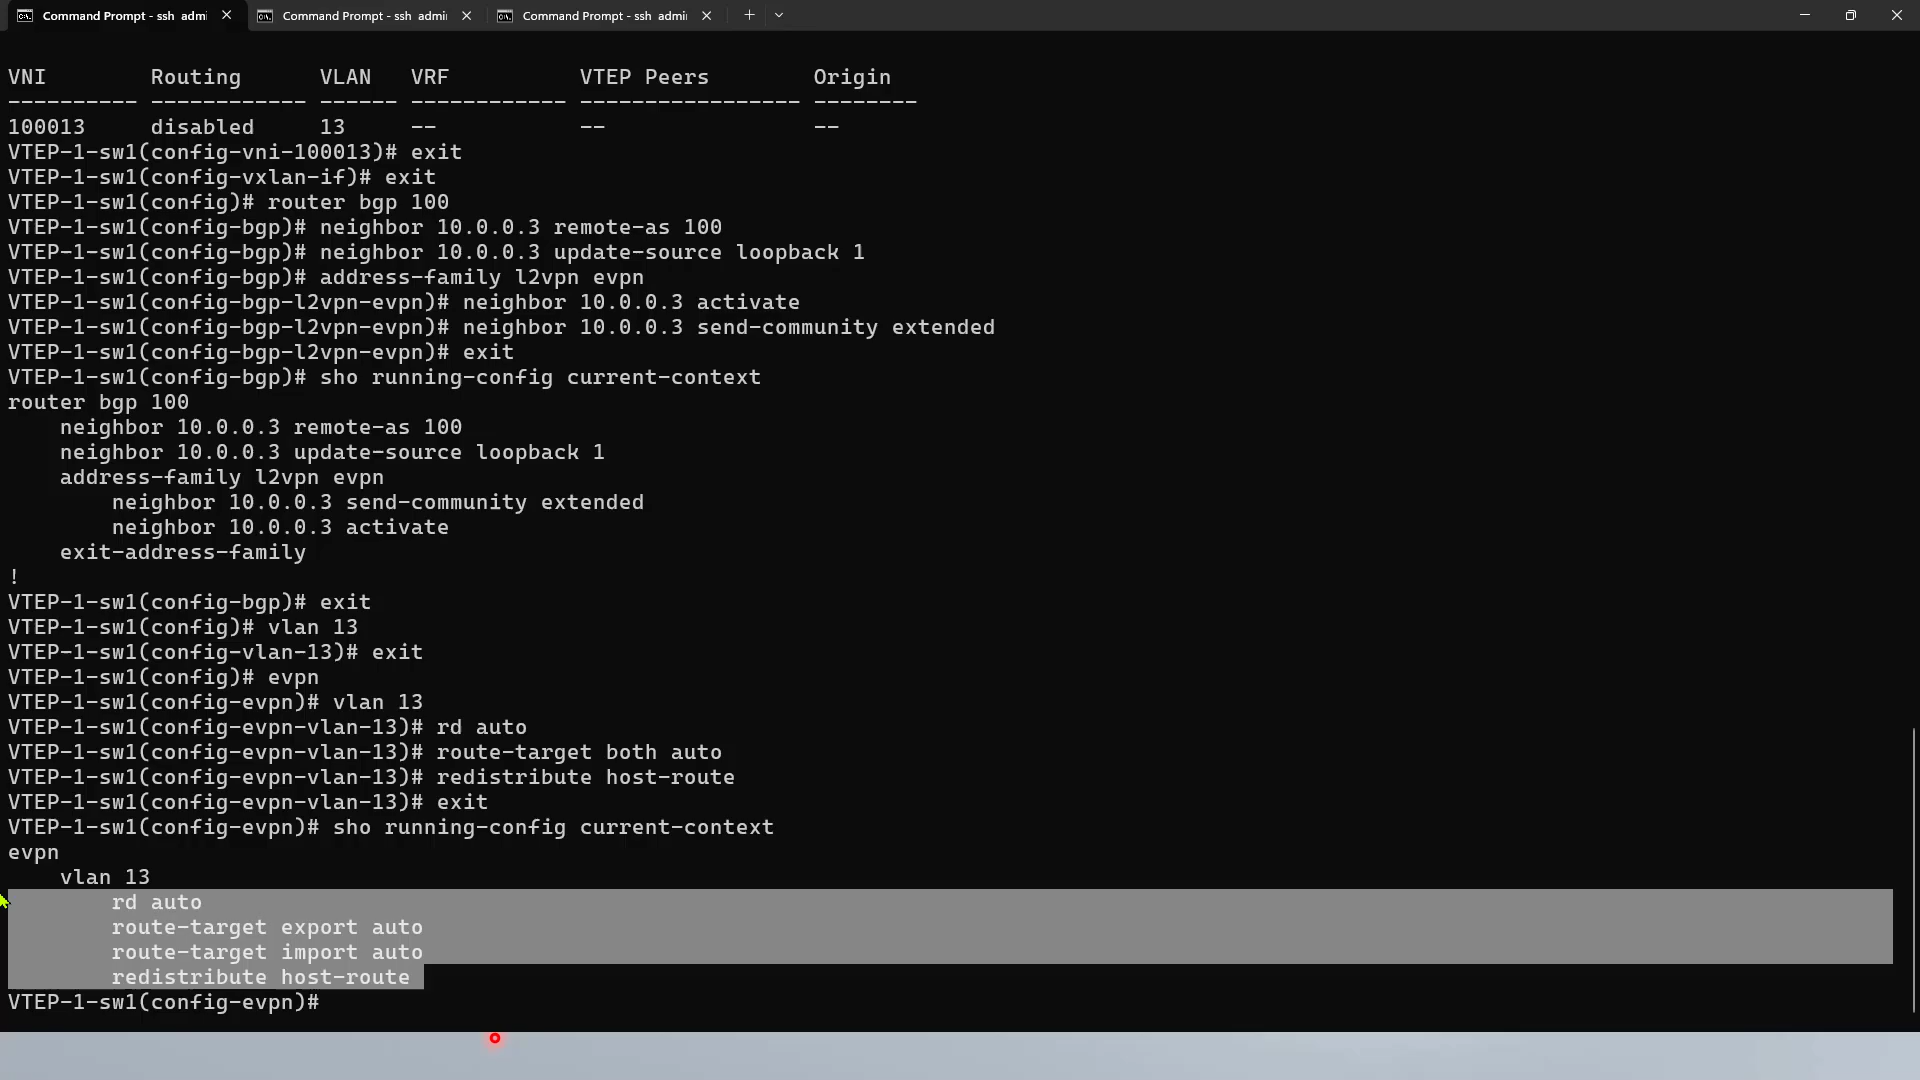 Command Prompt - ssh admi
Command Prompt - ssh admi
Command Prompt - ssh admi
VNI Routing VLAN VRF VTEP Peers Origin
---------- ------------ ------ ------------ ----------------- --------
100013 disabled 13 -- -- --
VTEP-1-sw1(config-vni-100013)# exit
VTEP-1-sw1(config-vxlan-if)# exit
VTEP-1-sw1(config)# router bgp 100
VTEP-1-sw1(config-bgp)# neighbor 10.0.0.3 remote-as 100
VTEP-1-sw1(config-bgp)# neighbor 10.0.0.3 update-source loopback 1
VTEP-1-sw1(config-bgp)# address-family l2vpn evpn
VTEP-1-sw1(config-bgp-l2vpn-evpn)# neighbor 10.0.0.3 activate
VTEP-1-sw1(config-bgp-l2vpn-evpn)# neighbor 10.0.0.3 send-community extended
VTEP-1-sw1(config-bgp-l2vpn-evpn)# exit
VTEP-1-sw1(config-bgp)# sho running-config current-context
router bgp 100
    neighbor 10.0.0.3 remote-as 100
    neighbor 10.0.0.3 update-source loopback 1
    address-family l2vpn evpn
        neighbor 10.0.0.3 send-community extended
        neighbor 10.0.0.3 activate
    exit-address-family
!
VTEP-1-sw1(config-bgp)# exit
VTEP-1-sw1(config)# vlan 13
VTEP-1-sw1(config-vlan-13)# exit
VTEP-1-sw1(config)# evpn
VTEP-1-sw1(config-evpn)# vlan 13
VTEP-1-sw1(config-evpn-vlan-13)# rd auto
VTEP-1-sw1(config-evpn-vlan-13)# route-target both auto
VTEP-1-sw1(config-evpn-vlan-13)# redistribute host-route
VTEP-1-sw1(config-evpn-vlan-13)# exit
VTEP-1-sw1(config-evpn)# sho running-config current-context
evpn
    vlan 13
        rd auto
        route-target export auto
        route-target import auto
        redistribute host-route
VTEP-1-sw1(config-evpn)#